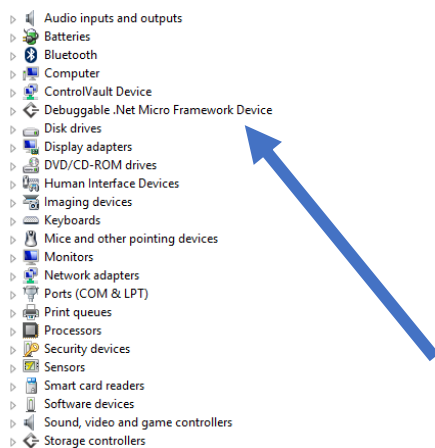 Audio inputs and outputs
Batteries
Bluetooth
Computer
ControlVault Device
Debuggable .Net Micro Framework Device
Disk drives
Display adapters
DVD/CD-ROM drives
Human Interface Devices
Imaging devices
Keyboards
Mice and other pointing devices
Monitors
Network adapters
Ports (COM & LPT)
Print queues
Processors
Security devices
Sensors
Smart card readers
Software devices
Sound, video and game controllers
Storage controllers